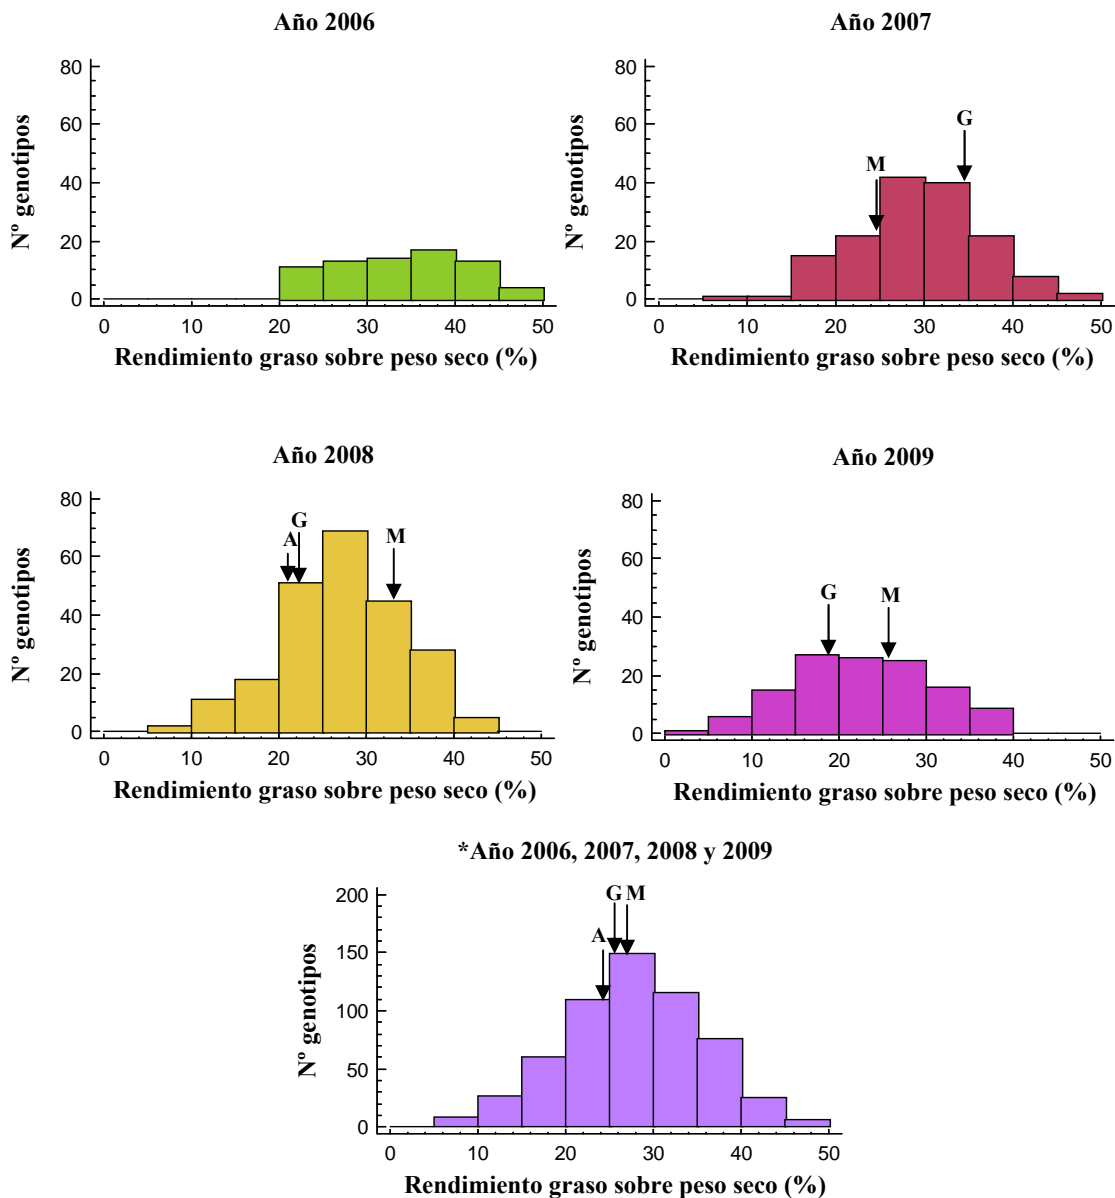 Año 2006
80
60
40
20
0
Nº genotipos
0 10 20 30 40 50
Rendimiento graso sobre peso seco (%)
Año 2007
80
60
40
20
0
Nº genotipos
M
G
0 10 20 30 40 50
Rendimiento graso sobre peso seco (%)
Año 2008
80
60
40
20
0
Nº genotipos
A
G
M
0 10 20 30 40 50
Rendimiento graso sobre peso seco (%)
Año 2009
80
60
40
20
0
Nº genotipos
G
M
0 10 20 30 40 50
Rendimiento graso sobre peso seco (%)
*Año 2006, 2007, 2008 y 2009
200
150
100
50
0
Nº genotipos
A
G M
0 10 20 30 40 50
Rendimiento graso sobre peso seco (%)